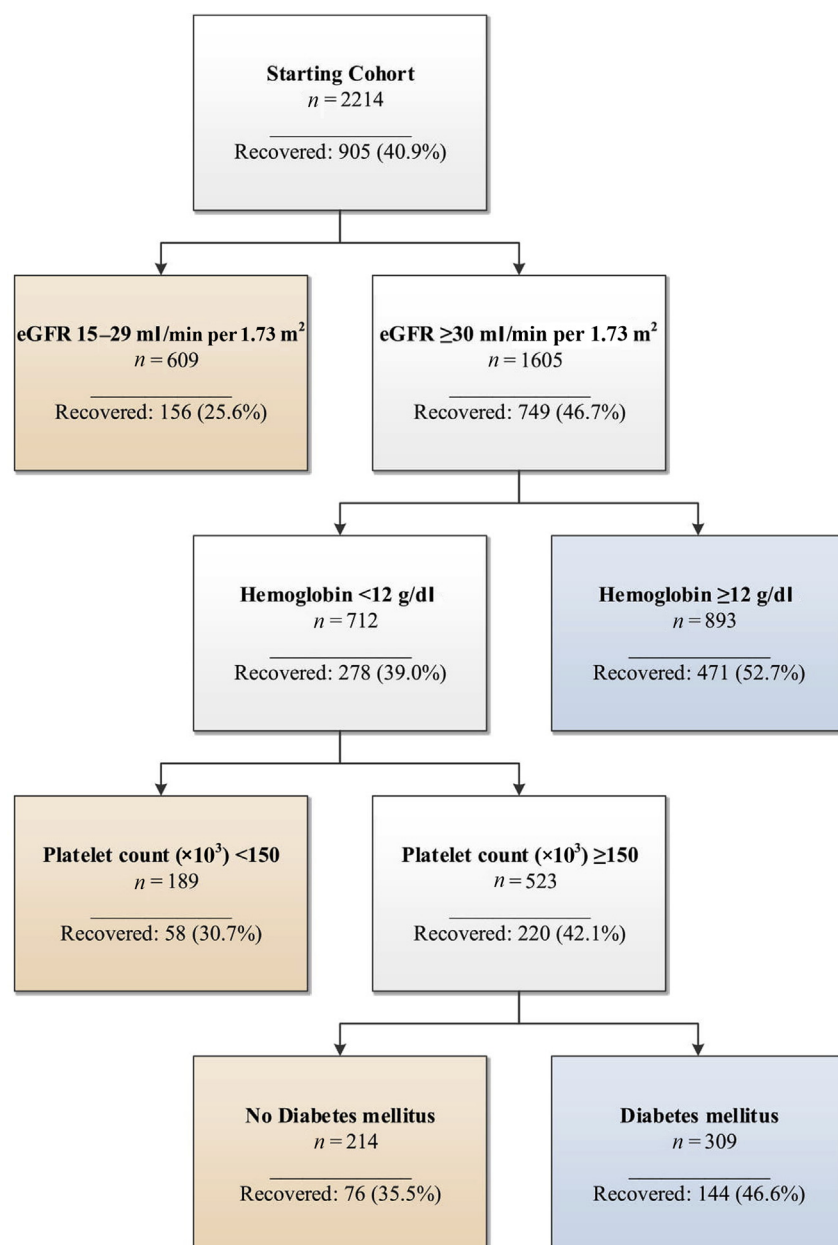 Starting Cohort
n = 2214
Recovered: 905 (40.9%)
eGFR 15–29 ml/min per 1.73 m²
n = 609
Recovered: 156 (25.6%)
eGFR ≥30 ml/min per 1.73 m²
n = 1605
Recovered: 749 (46.7%)
Hemoglobin <12 g/dl
n = 712
Recovered: 278 (39.0%)
Hemoglobin ≥12 g/dl
n = 893
Recovered: 471 (52.7%)
Platelet count (×10³) <150
n = 189
Recovered: 58 (30.7%)
Platelet count (×10³) ≥150
n = 523
Recovered: 220 (42.1%)
No Diabetes mellitus
n = 214
Recovered: 76 (35.5%)
Diabetes mellitus
n = 309
Recovered: 144 (46.6%)